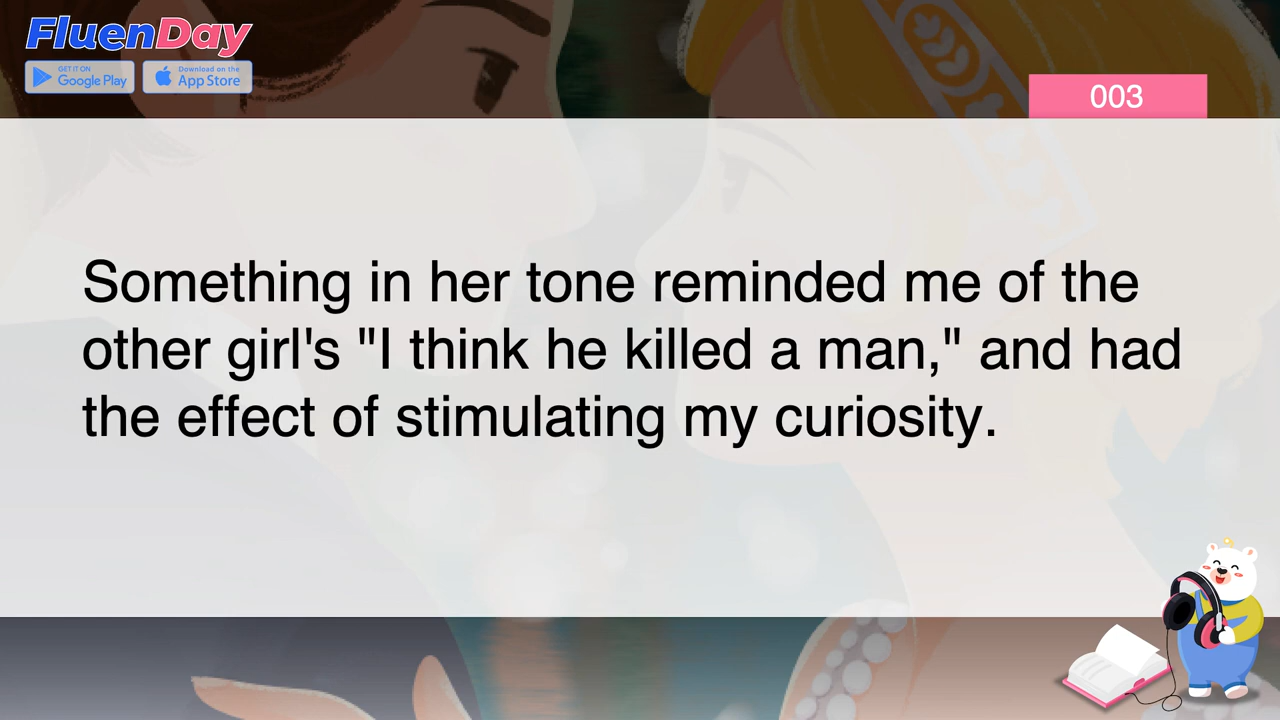 FluenDay
GET IT ON
Google Play
Download on the
App Store
003
Something in her tone reminded me of the
other girl's "I think he killed a man," and had
the effect of stimulating my curiosity.